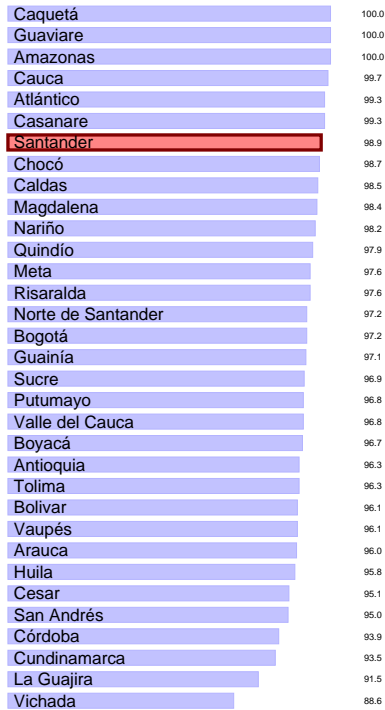 Caquetá 100.0
Guaviare 100.0
Amazonas 100.0
Cauca 99.7
Atlántico 99.3
Casanare 99.3
Santander 98.9
Chocó 98.7
Caldas 98.5
Magdalena 98.4
Nariño 98.2
Quindío 97.9
Meta 97.6
Risaralda 97.6
Norte de Santander 97.2
Bogotá 97.2
Guainía 97.1
Sucre 96.9
Putumayo 96.8
Valle del Cauca 96.8
Boyacá 96.7
Antioquia 96.3
Tolima 96.3
Bolivar 96.1
Vaupés 96.1
Arauca 96.0
Huila 95.8
Cesar 95.1
San Andrés 95.0
Córdoba 93.9
Cundinamarca 93.5
La Guajira 91.5
Vichada 88.6